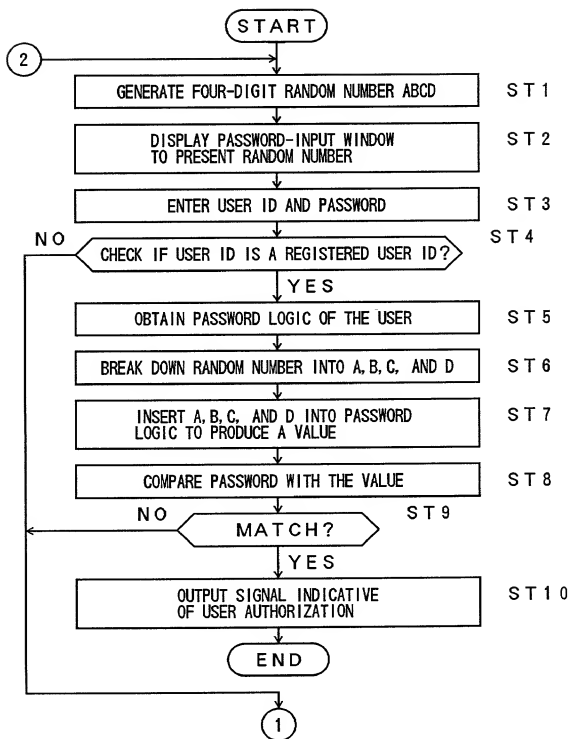 START
2
GENERATE FOUR-DIGIT RANDOM NUMBER ABCD
ST1
DISPLAY PASSWORD-INPUT WINDOW
TO PRESENT RANDOM NUMBER
ST2
ENTER USER ID AND PASSWORD
ST3
NO
CHECK IF USER ID IS A REGISTERED USER ID?
ST4
YES
OBTAIN PASSWORD LOGIC OF THE USER
ST5
BREAK DOWN RANDOM NUMBER INTO A, B, C, AND D
ST6
INSERT A, B, C, AND D INTO PASSWORD
LOGIC TO PRODUCE A VALUE
ST7
COMPARE PASSWORD WITH THE VALUE
ST8
NO
MATCH?
ST9
YES
OUTPUT SIGNAL INDICATIVE
OF USER AUTHORIZATION
ST10
END
1